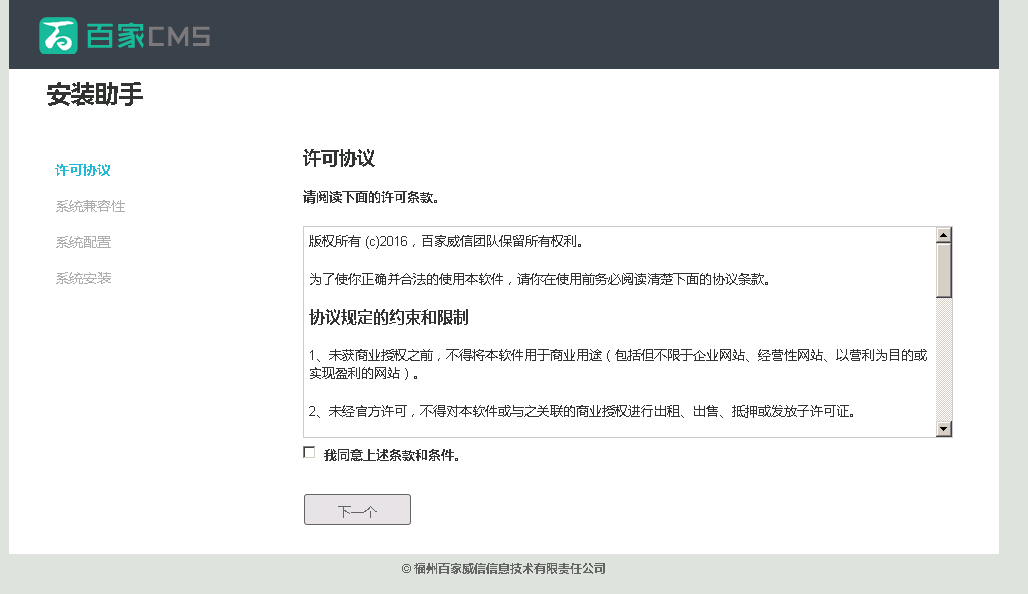 百家CMS
安装助手
许可协议
系统兼容性
系统配置
系统安装
许可协议
请阅读下面的许可条款。
版权所有 (c)2016，百家威信团队保留所有权利。
为了使你正确并合法的使用本软件，请你在使用前务必阅读清楚下面的协议条款。
协议规定的约束和限制
1、未获商业授权之前，不得将本软件用于商业用途（包括但不限于企业网站、经营性网站、以营利为目的或
实现盈利的网站）。
2、未经官方许可，不得对本软件或与之关联的商业授权进行出租、出售、抵押或发放子许可证。
我同意上述条款和条件。
下一个
© 福州百家威信信息技术有限责任公司